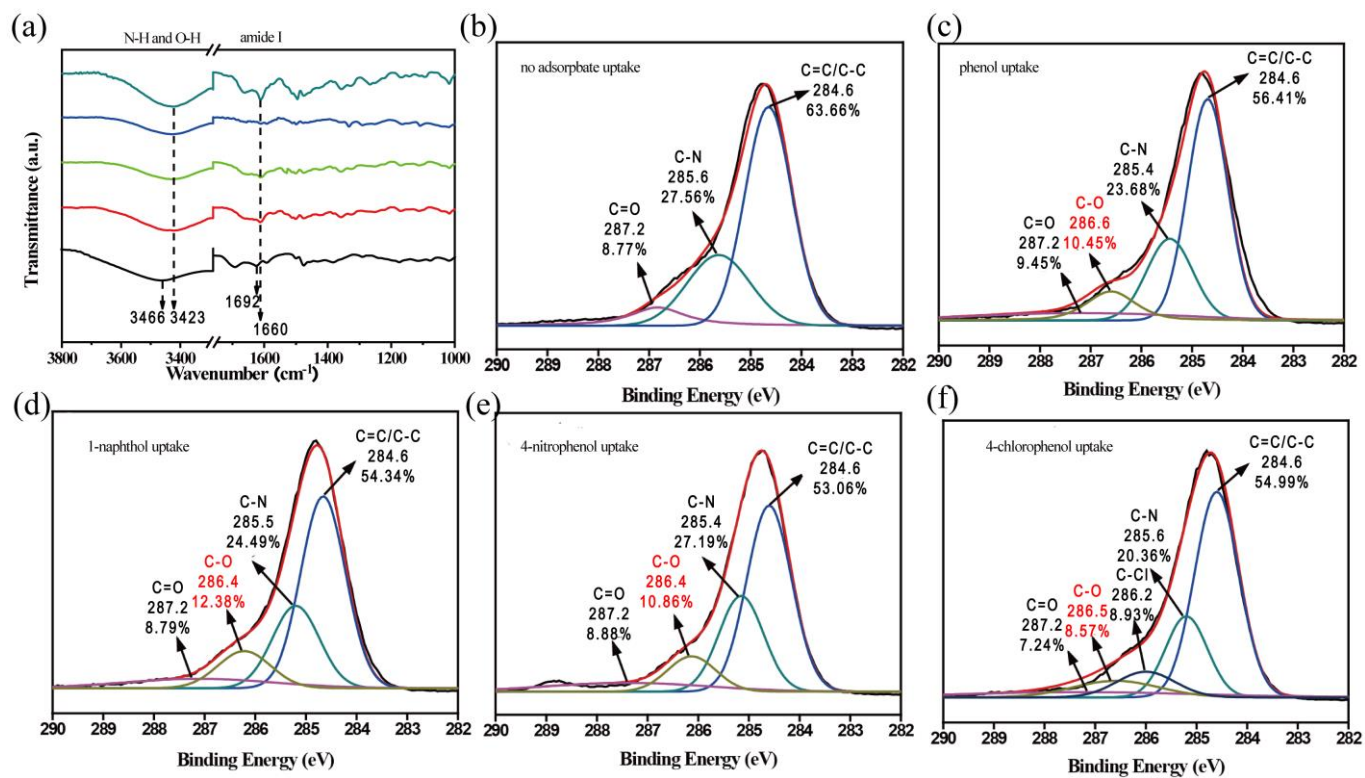 (a)
N-H and O-H
amide I
Transmittance (a.u.)
1692
3466 3423
1660
3800 3600 3400 1600 1400 1200 1000
Wavenumber (cm⁻¹)
(b)
no adsorbate uptake
C=C/C-C
284.6
63.66%
C-N
285.6
27.56%
C=O
287.2
8.77%
290 289 288 287 286 285 284 283 282
Binding Energy (eV)
(c)
phenol uptake
C=C/C-C
284.6
56.41%
C-N
285.4
23.68%
C-O
286.6
10.45%
C=O
287.2
9.45%
290 289 288 287 286 285 284 283 282
Binding Energy (eV)
(d)
1-naphthol uptake
C=C/C-C
284.6
54.34%
C-N
285.5
24.49%
C-O
286.4
12.38%
C=O
287.2
8.79%
290 289 288 287 286 285 284 283 282
Binding Energy (eV)
(e)
4-nitrophenol uptake
C=C/C-C
284.6
53.06%
C-N
285.4
27.19%
C-O
286.4
10.86%
C=O
287.2
8.88%
290 289 288 287 286 285 284 283 282
Binding Energy (eV)
(f)
4-chlorophenol uptake
C=C/C-C
284.6
54.99%
C-N
285.6
20.36%
C-Cl
286.2
8.93%
C-O
286.5
8.57%
C=O
287.2
7.24%
290 289 288 287 286 285 284 283 282
Binding Energy (eV)